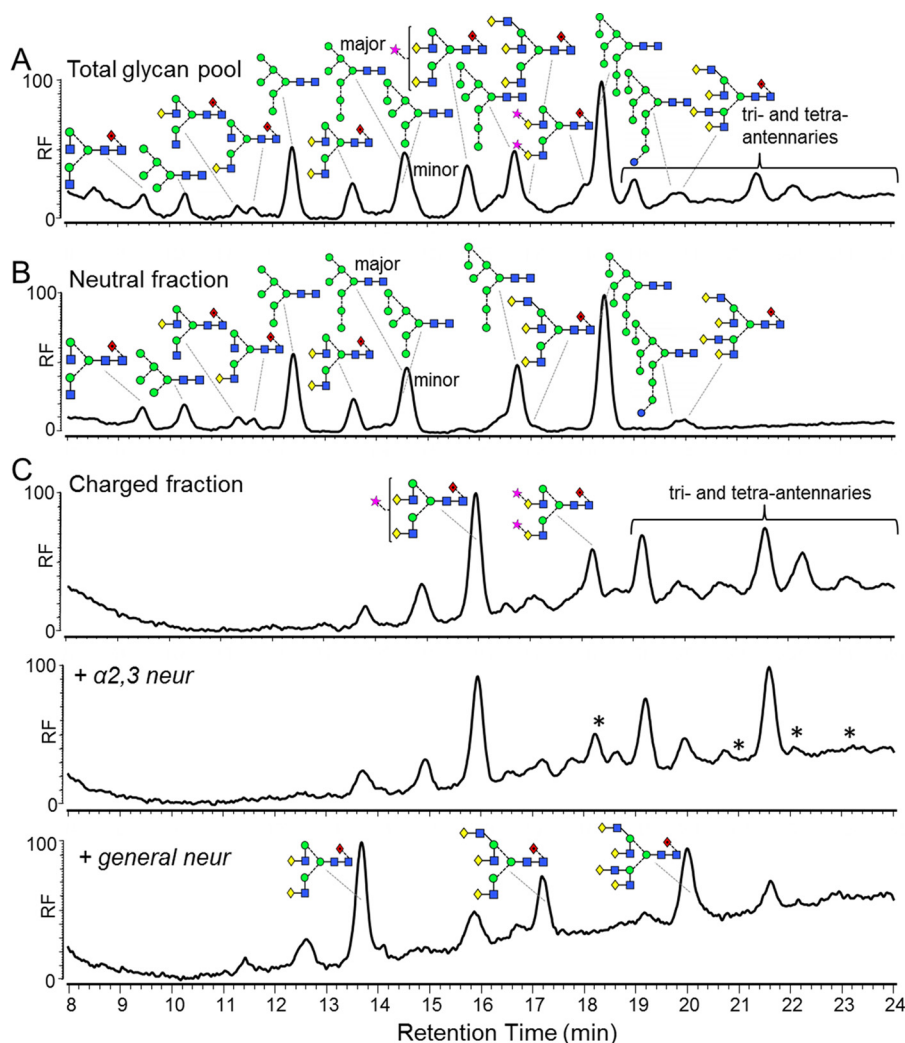 A
Total glycan pool
major
100
RF
minor
tri- and tetra-
antennaries
0
B
Neutral fraction
major
100
RF
minor
0
C
Charged fraction
100
tri- and tetra-antennaries
RF
0
+ α2,3 neur
100
*
*
*
*
RF
0
+ general neur
100
RF
0
8 9 10 11 12 13 14 15 16 17 18 19 20 21 22 23 24
Retention Time (min)